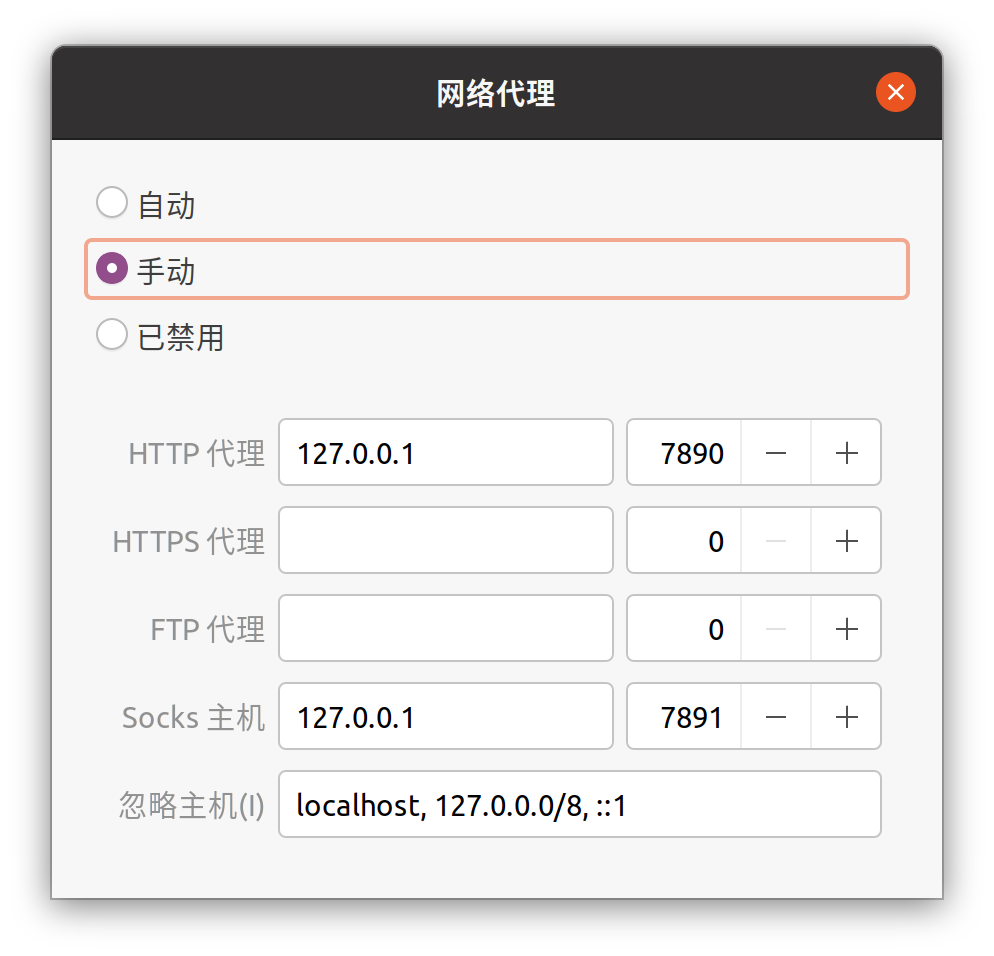 网络代理
自动
手动
已禁用
HTTP 代理 127.0.0.1 7890
HTTPS 代理 0
FTP 代理 0
Socks 主机 127.0.0.1 7891
忽略主机(I) localhost, 127.0.0.0/8, ::1